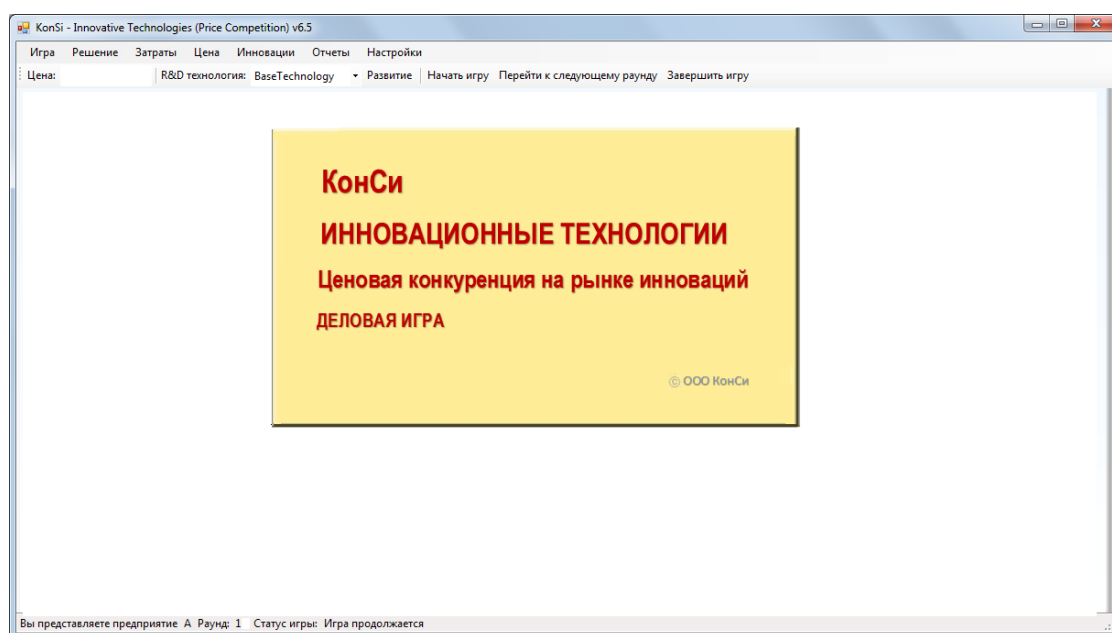 KonSi - Innovative Technologies (Price Competition) v6.5
Игра Решение Затраты Цена Инновации Отчеты Настройки
Цена: R&D технология: BaseTechnology Развитие Начать игру Перейти к следующему раунду Завершить игру
КонСи
ИННОВАЦИОННЫЕ ТЕХНОЛОГИИ
Ценовая конкуренция на рынке инноваций
ДЕЛОВАЯ ИГРА
© ООО КонСи
Вы представляете предприятие А Раунд: 1 Статус игры: Игра продолжается